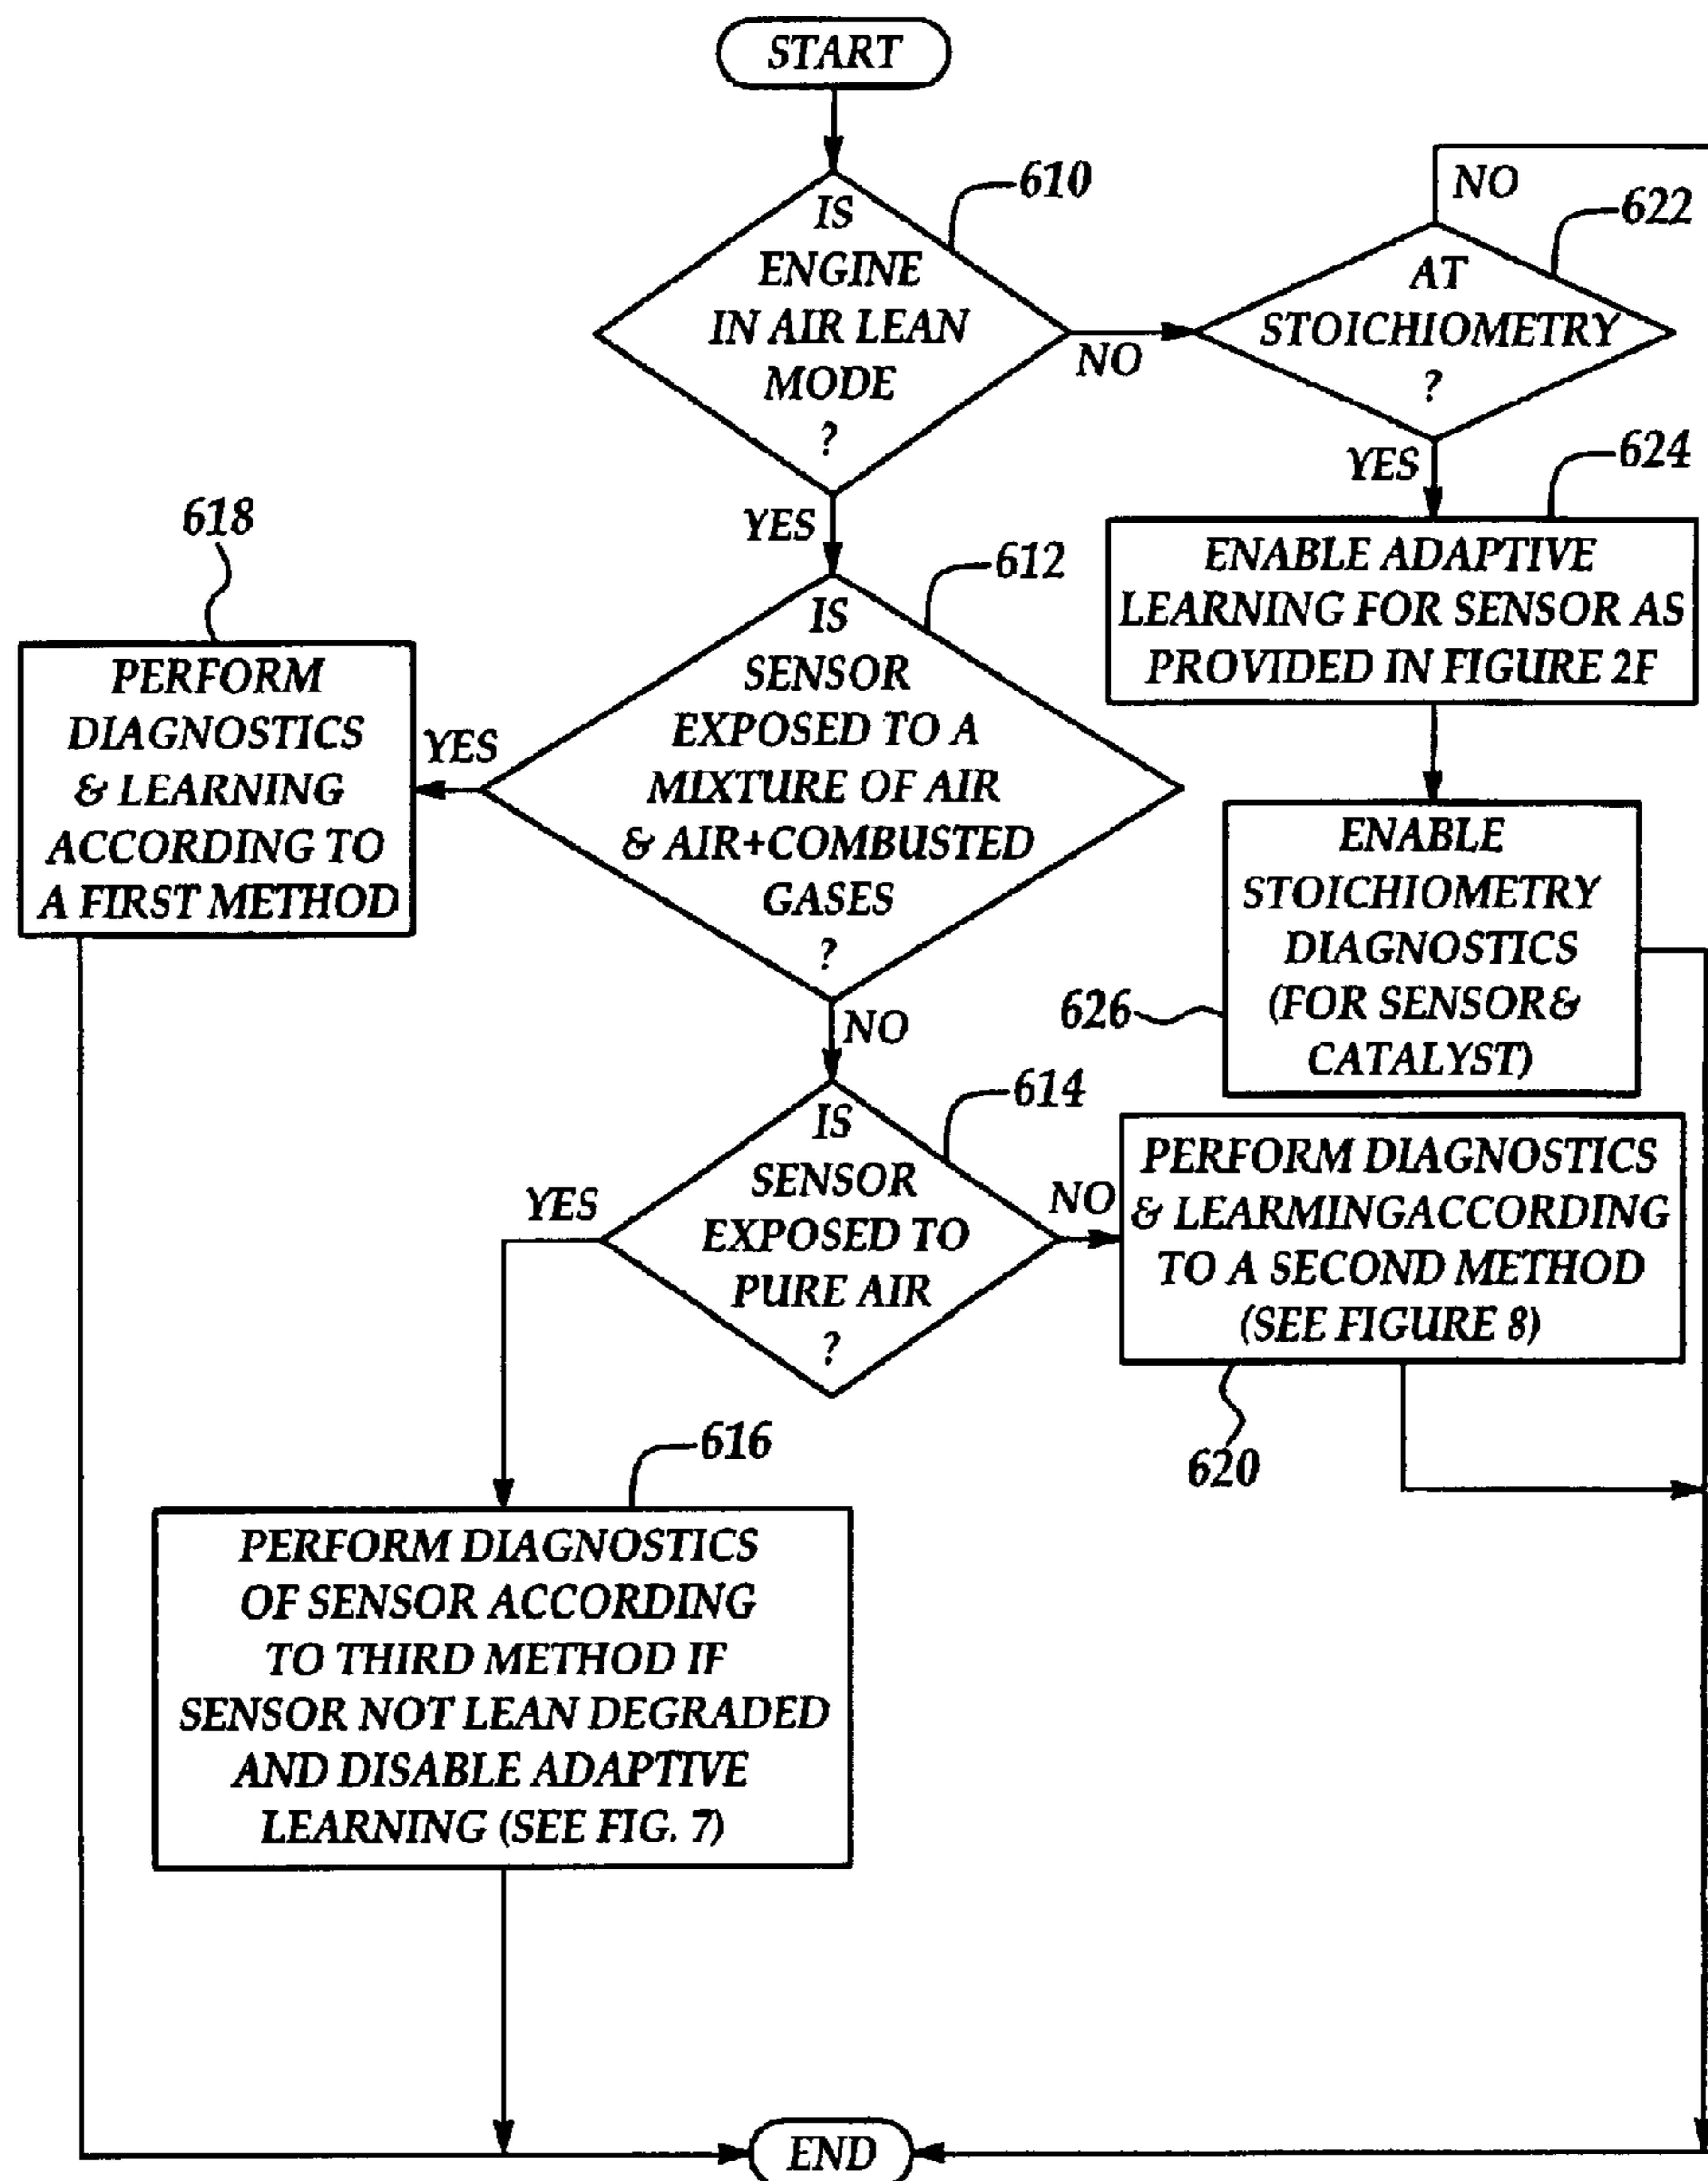 START
610
IS
ENGINE
IN AIR LEAN
MODE
?
NO
YES
NO
622
AT
STOICHIOMETRY
?
YES
624
ENABLE ADAPTIVE
LEARNING FOR SENSOR AS
PROVIDED IN FIGURE 2F
618
PERFORM
DIAGNOSTICS
& LEARNING
ACCORDING TO
A FIRST METHOD
YES
612
IS
SENSOR
EXPOSED TO A
MIXTURE OF AIR
& AIR+COMBUSTED
GASES
?
NO
626
ENABLE
STOICHIOMETRY
DIAGNOSTICS
(FOR SENSOR&
CATALYST)
614
IS
SENSOR
EXPOSED TO
PURE AIR
?
YES
NO
PERFORM DIAGNOSTICS
& LEARMINGACCORDING
TO A SECOND METHOD
(SEE FIGURE 8)
620
616
PERFORM DIAGNOSTICS
OF SENSOR ACCORDING
TO THIRD METHOD IF
SENSOR NOT LEAN DEGRADED
AND DISABLE ADAPTIVE
LEARNING (SEE FIG. 7)
END